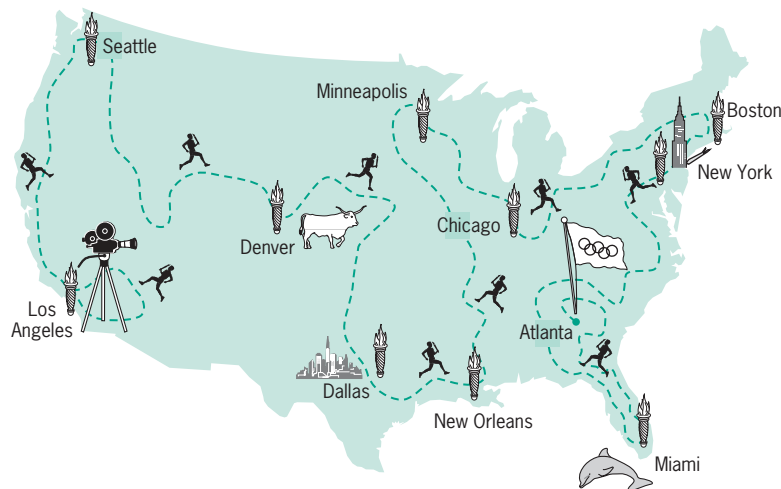 Seattle
Minneapolis
Boston
New York
Denver
Chicago
Los
Angeles
Atlanta
Dallas
New Orleans
Miami